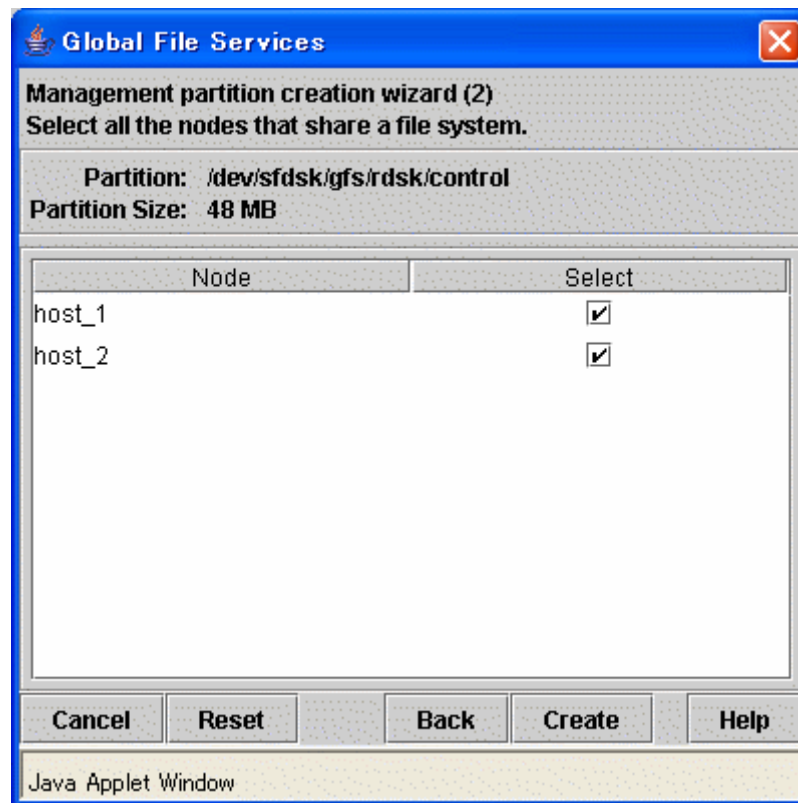 Global File Services
Management partition creation wizard (2)
Select all the nodes that share a file system.
Partition: /dev/sfdsk/gfs/rdsk/control
Partition Size: 48 MB
Node Select
host_1
host_2
Cancel Reset Back Create Help
Java Applet Window